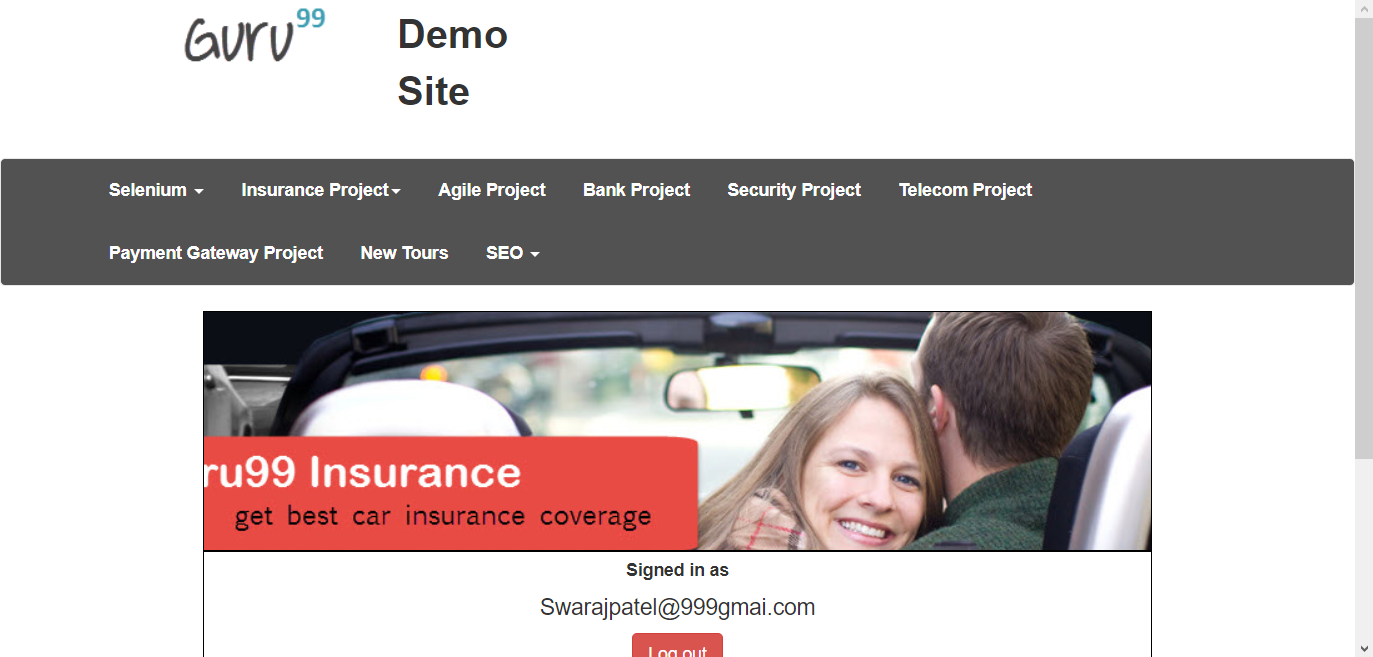 Guru99
Demo
Site
Selenium Insurance Project Agile Project Bank Project Security Project Telecom Project
Payment Gateway Project New Tours SEO
ru99 Insurance
get best car insurance coverage
Signed in as
Swarajpatel@999gmai.com
Log out